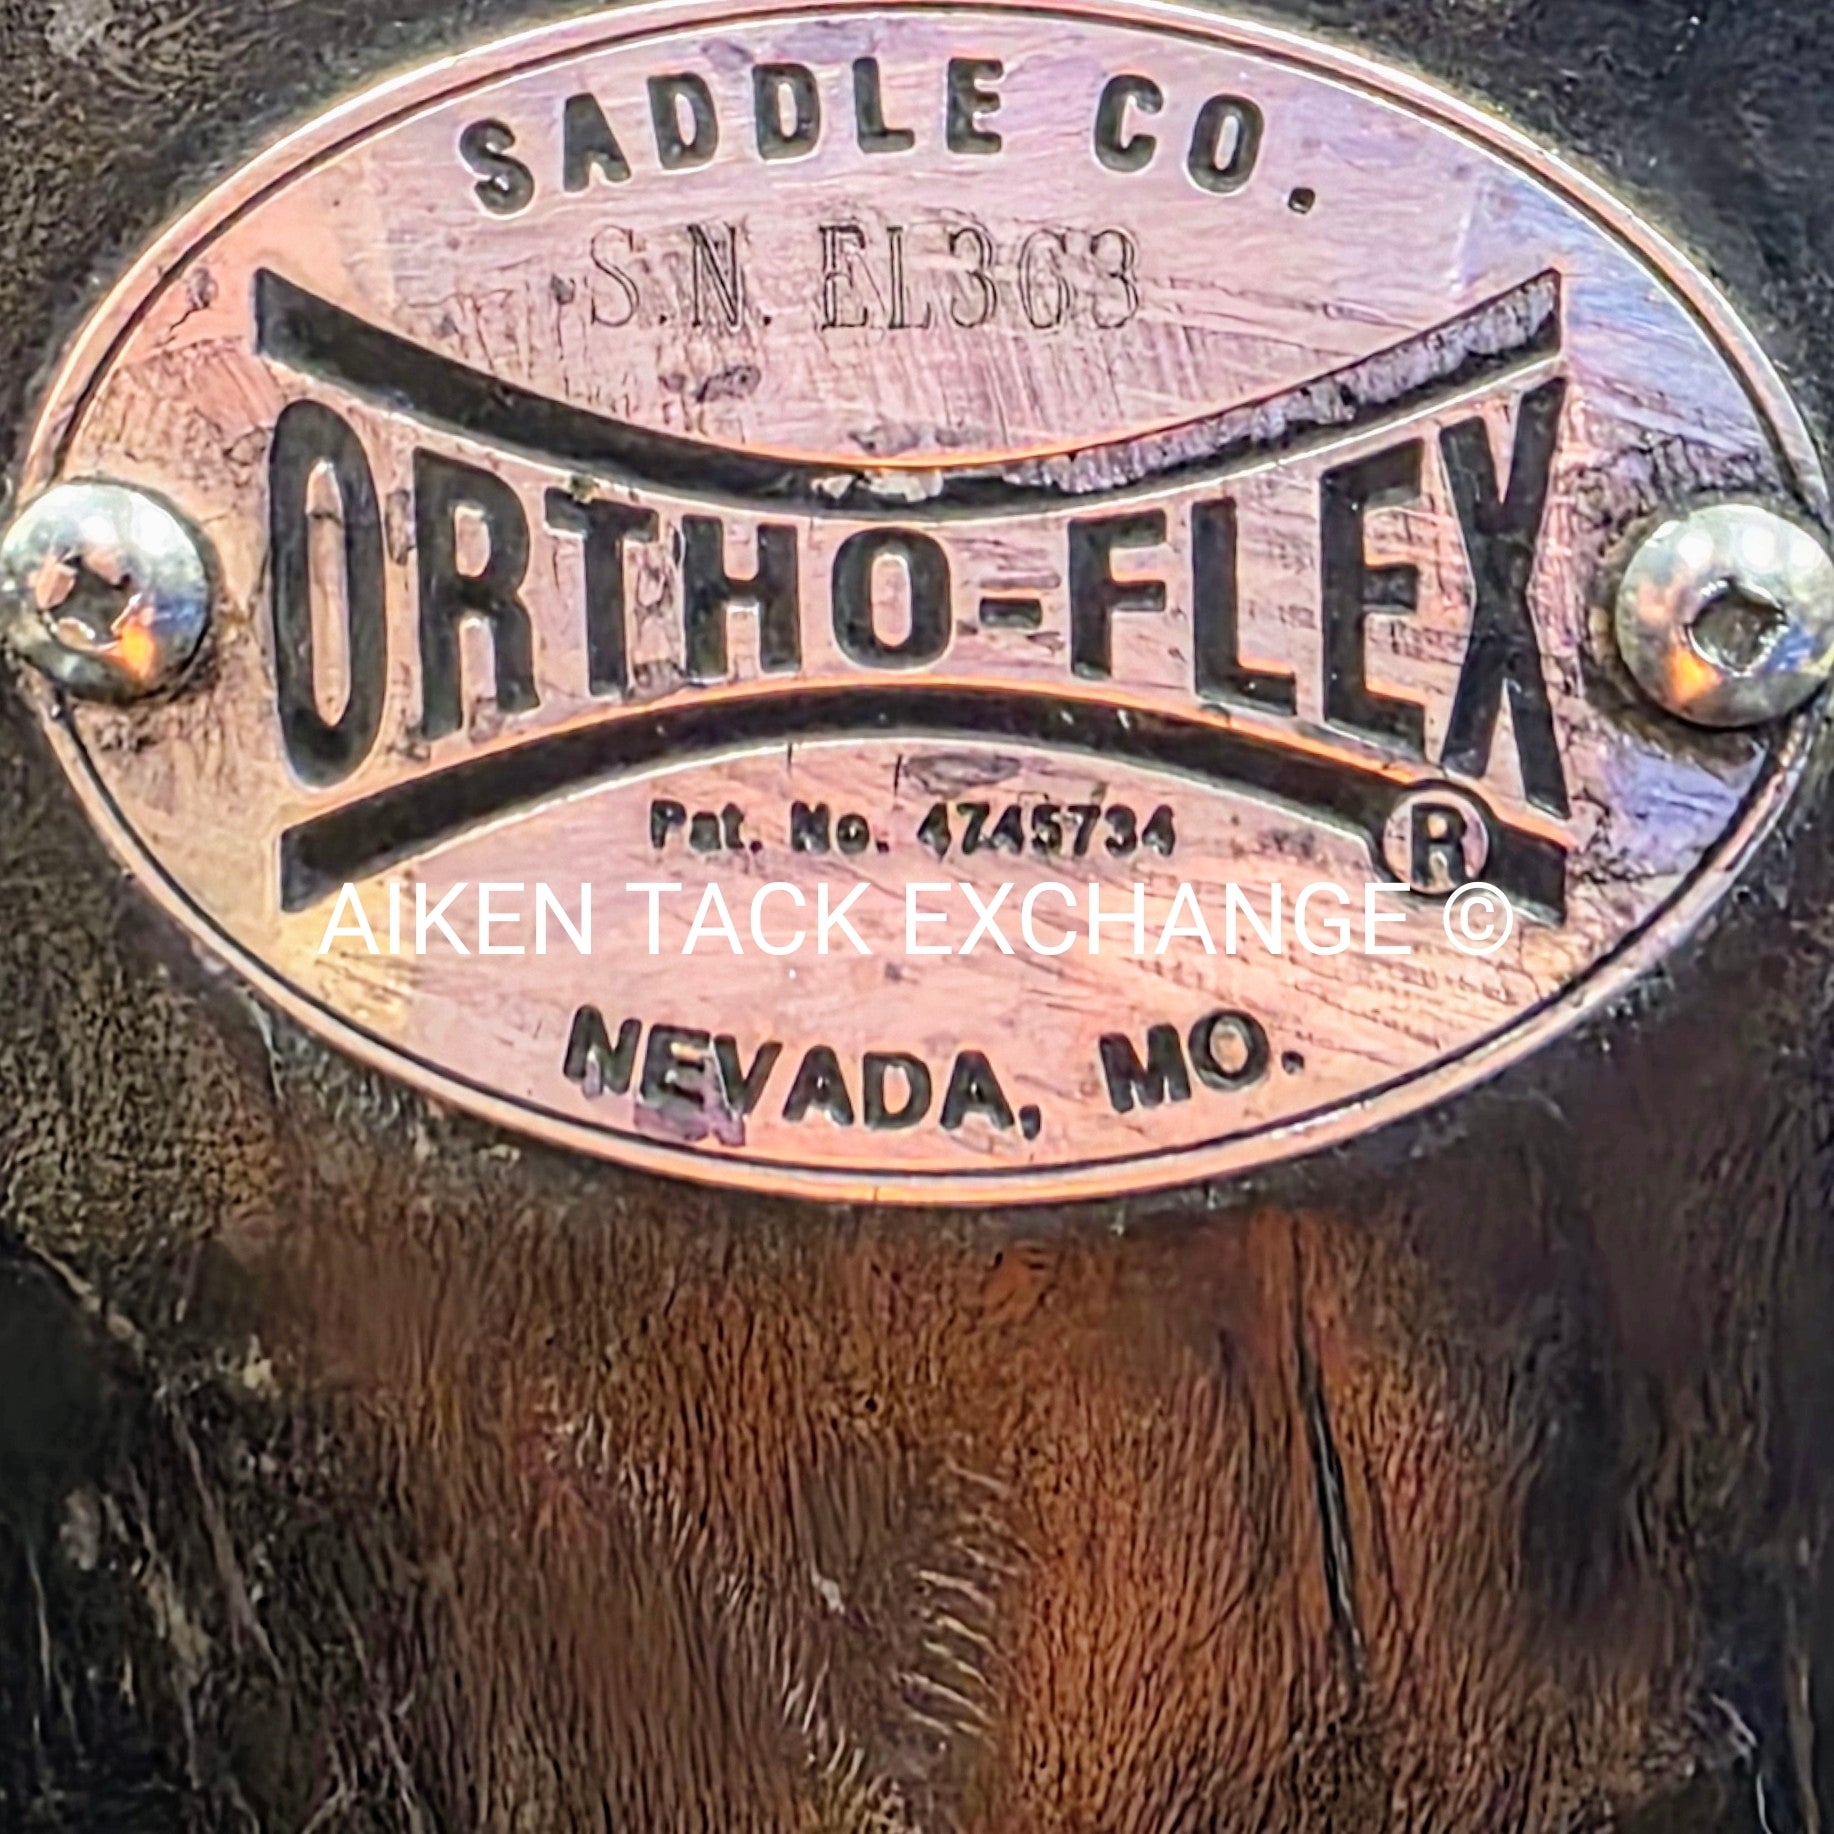 SADDLE CO.
S.N. EL363
ORTHO-FLEX
Pat. No. 4745734 ®
AIKEN TACK EXCHANGE ©
NEVADA, MO.